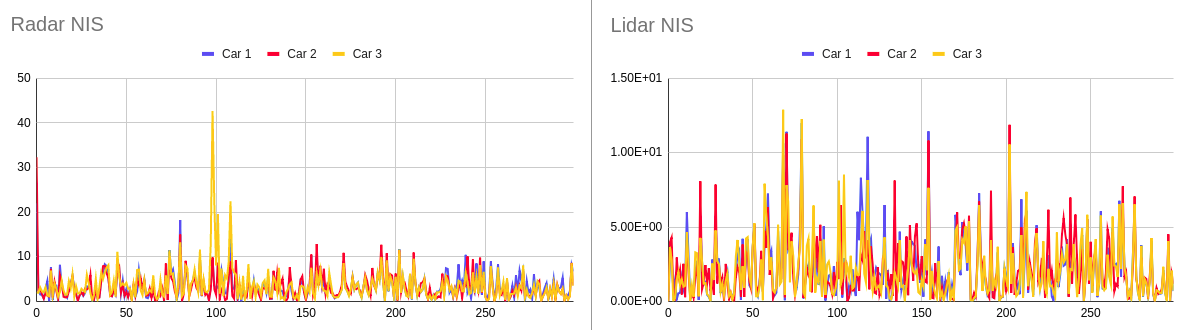 Radar NIS
Car 1 Car 2 Car 3
50
40
30
20
10
0
0 50 100 150 200 250
Lidar NIS
Car 1 Car 2 Car 3
1.50E+01
1.00E+01
5.00E+00
0.00E+00
0 50 100 150 200 250